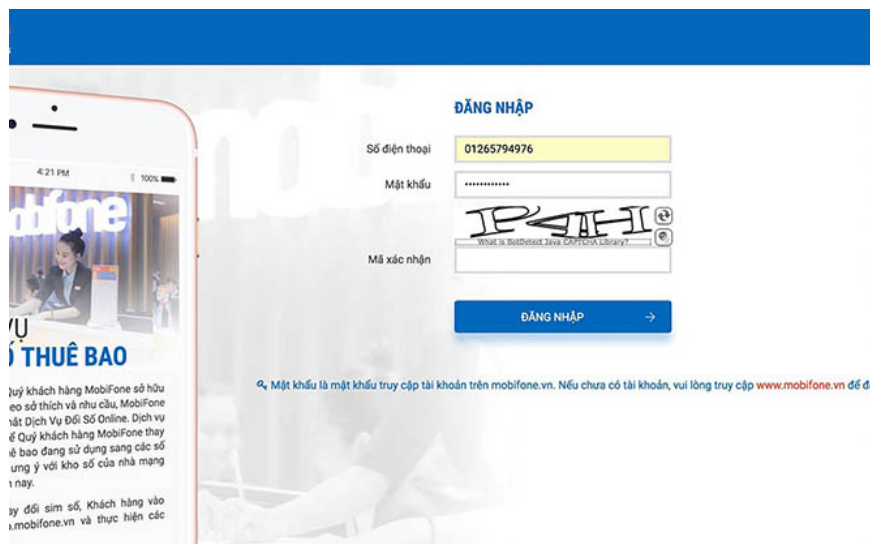 ĐĂNG NHẬP
Số điện thoại 01265794976
Mật khẩu
What is BotDetect Java CAPTCHA Library?
Mã xác nhận
ĐĂNG NHẬP →
Mật khẩu là mật khẩu truy cập tài khoản trên mobifone.vn. Nếu chưa có tài khoản, vui lòng truy cập www.mobifone.vn để
4:21 PM 100%
mobifone
VỤ
THUÊ BAO
Quý khách hàng MobiFone sở hữu
eo sở thích và nhu cầu, MobiFone
mắt Dịch Vụ Đổi Số Online. Dịch vụ
ể Quý khách hàng MobiFone thay
ê bao đang sử dụng sang các số
ưng ý với kho số của nhà mạng
n nay.
ay đổi sim số, Khách hàng vào
.mobifone.vn và thực hiện các